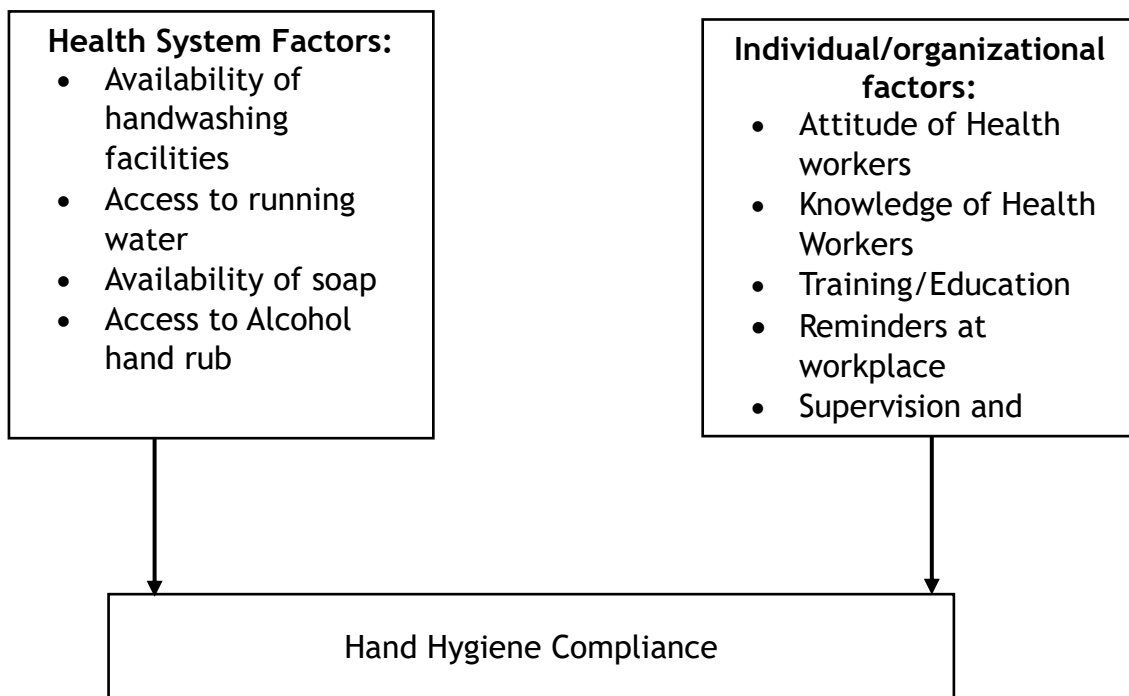 Health System Factors:
• Availability of
handwashing
facilities
• Access to running
water
• Availability of soap
• Access to Alcohol
hand rub
Individual/organizational
factors:
• Attitude of Health
workers
• Knowledge of Health
Workers
• Training/Education
• Reminders at
workplace
• Supervision and
Hand Hygiene Compliance